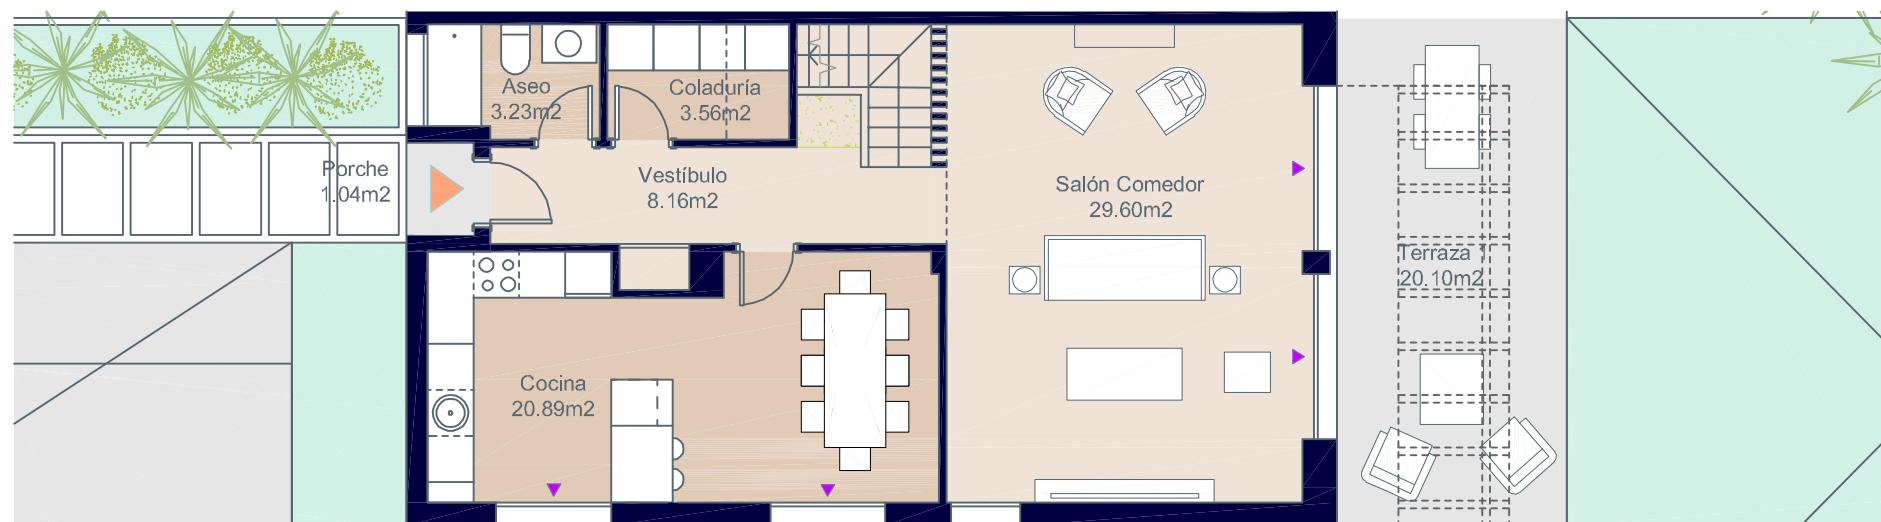 Aseo
3.23m2
Coladuría
3.56m2
Porche
1.04m2
Vestíbulo
8.16m2
Salón Comedor
29.60m2
Terraza 1
20.10m2
Cocina
20.89m2